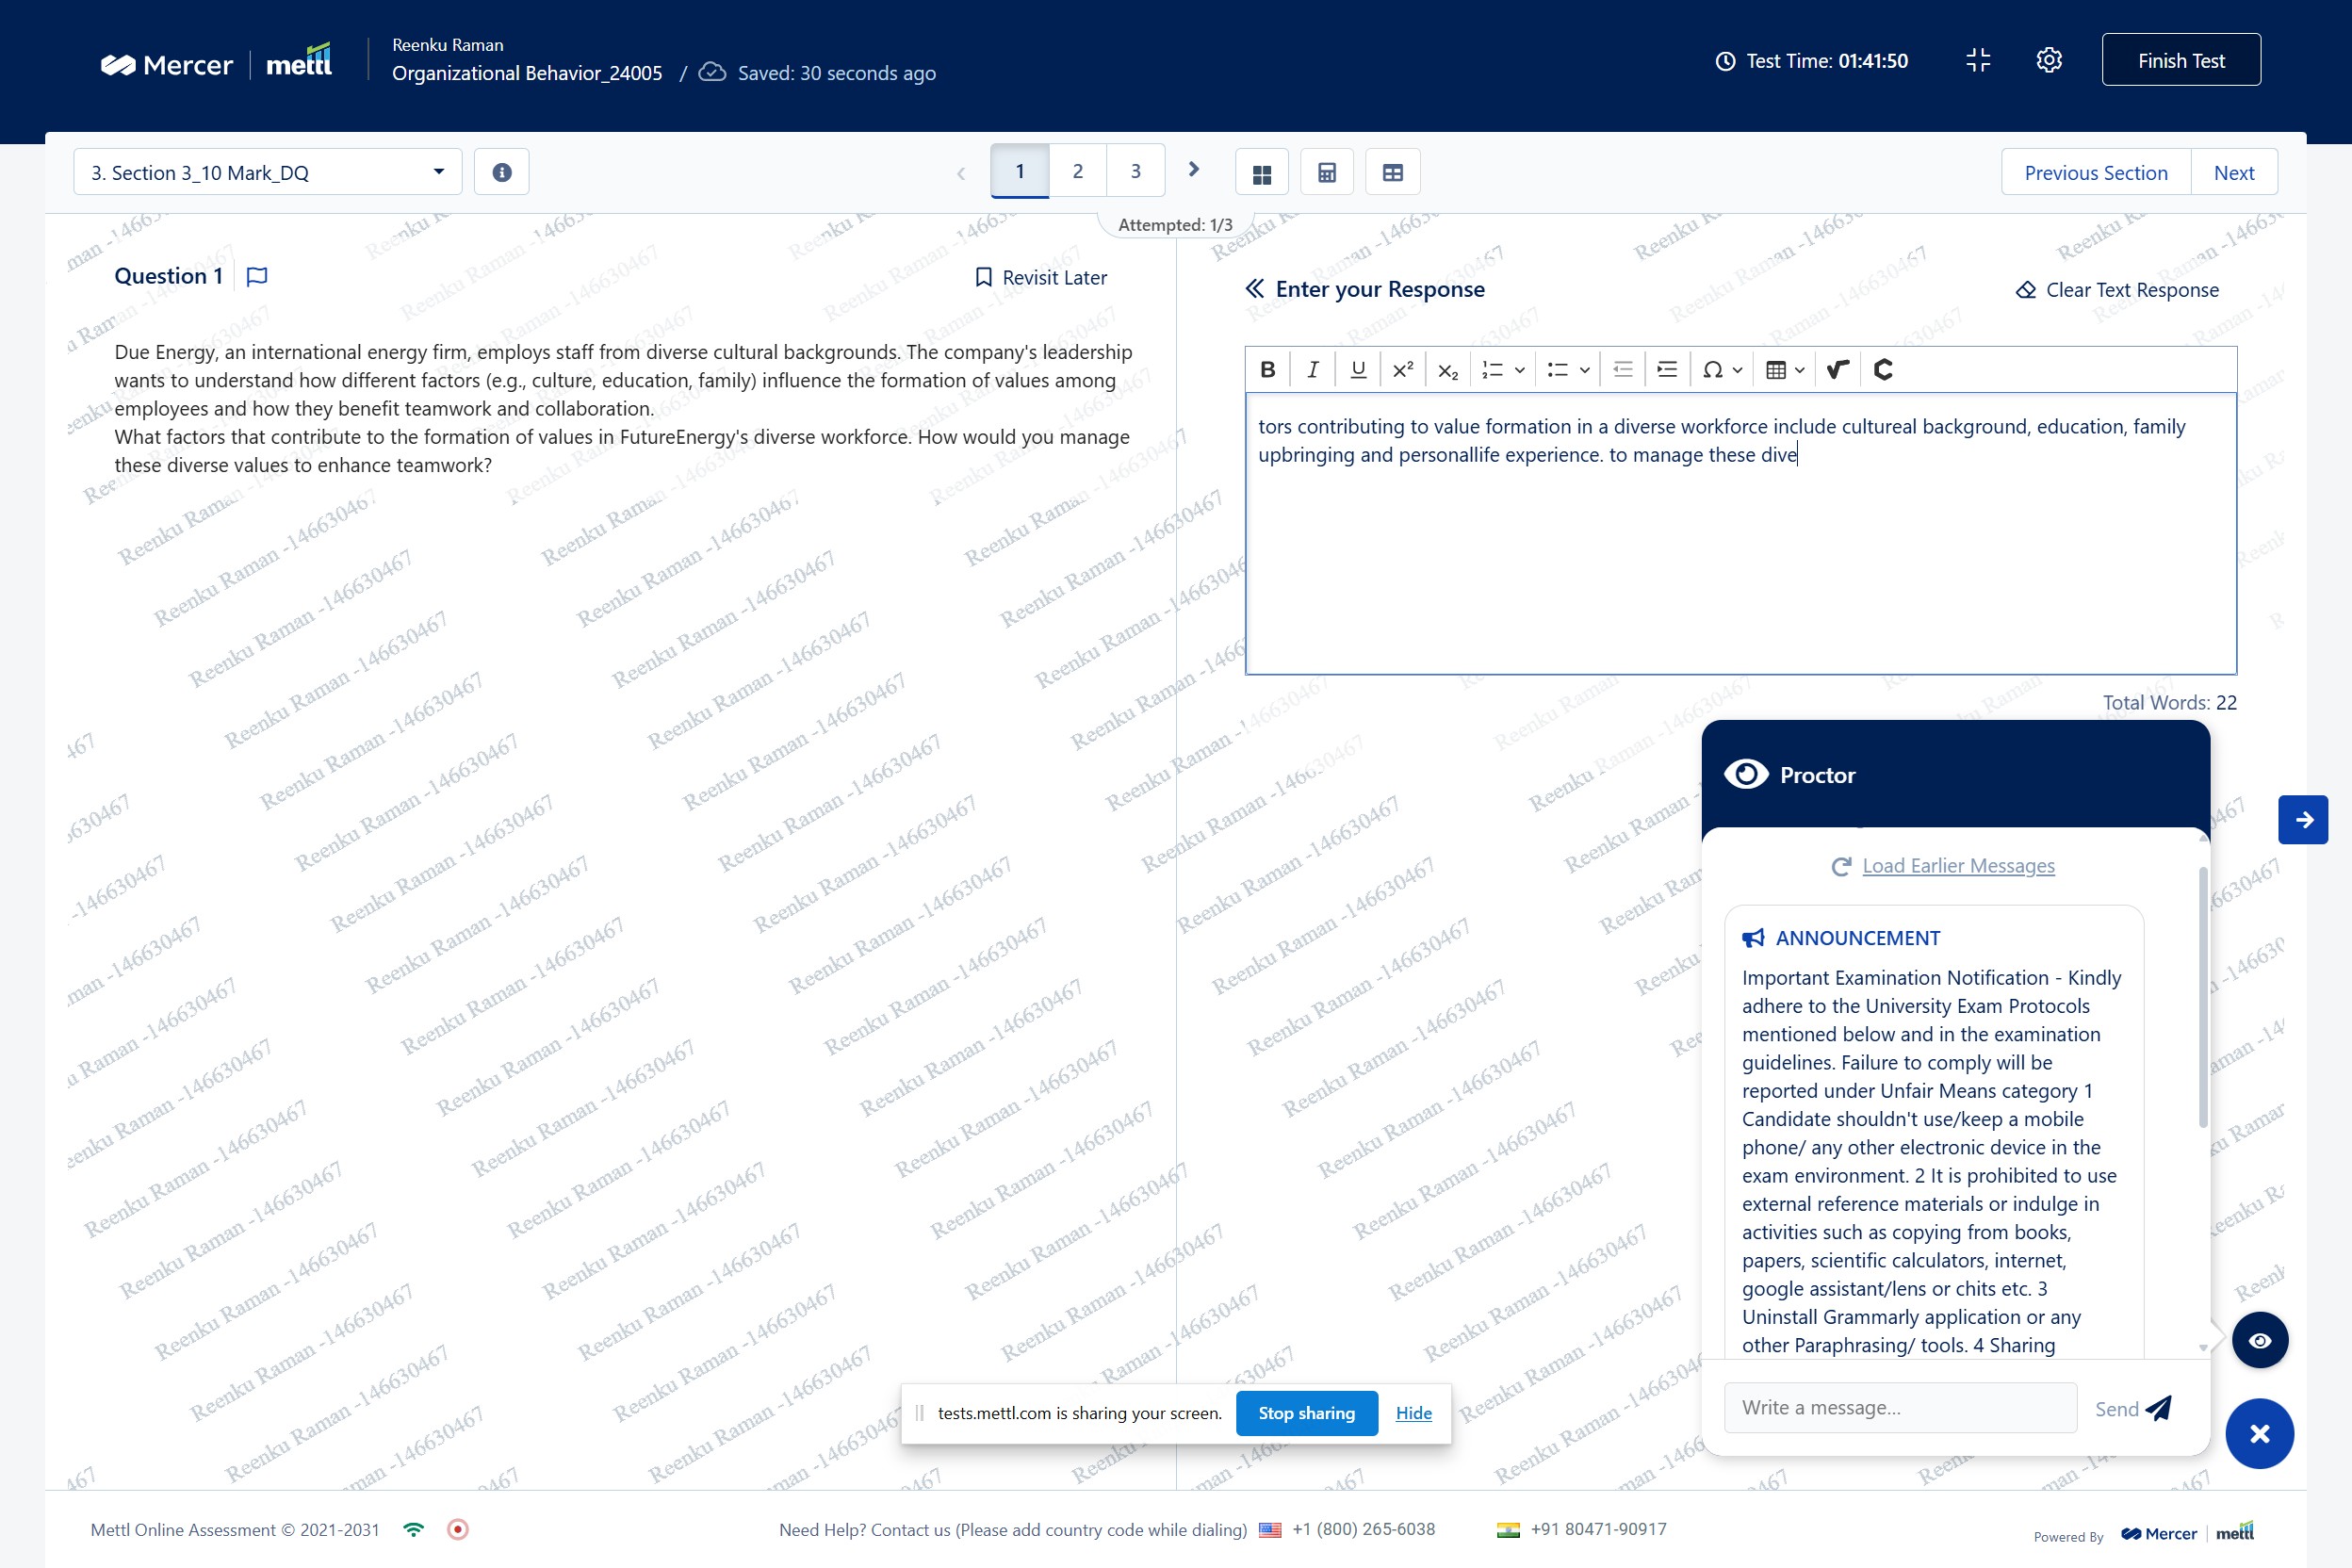 Mercer | mettl
Reenku Raman
Organizational Behavior_24005 / Saved: 30 seconds ago
Test Time: 01:41:50
Finish Test
3. Section 3_10 Mark_DQ
1 2 3
Previous Section Next
Attempted: 1/3
Question 1
Revisit Later
Due Energy, an international energy firm, employs staff from diverse cultural backgrounds. The company's leadership
wants to understand how different factors (e.g., culture, education, family) influence the formation of values among
employees and how they benefit teamwork and collaboration.
What factors that contribute to the formation of values in FutureEnergy's diverse workforce. How would you manage
these diverse values to enhance teamwork?
Enter your Response
Clear Text Response
tors contributing to value formation in a diverse workforce include cultureal background, education, family
upbringing and personallife experience. to manage these dive
Total Words: 22
Proctor
Load Earlier Messages
ANNOUNCEMENT
Important Examination Notification - Kindly
adhere to the University Exam Protocols
mentioned below and in the examination
guidelines. Failure to comply will be
reported under Unfair Means category 1
Candidate shouldn't use/keep a mobile
phone/ any other electronic device in the
exam environment. 2 It is prohibited to use
external reference materials or indulge in
activities such as copying from books,
papers, scientific calculators, internet,
google assistant/lens or chits etc. 3
Uninstall Grammarly application or any
other Paraphrasing/ tools. 4 Sharing
Write a message...
Send
tests.mettl.com is sharing your screen.
Stop sharing
Hide
Reenku Raman -146630467
Mettl Online Assessment © 2021-2031
Need Help? Contact us (Please add country code while dialing) +1 (800) 265-6038 +91 80471-90917
Powered By Mercer | mettl